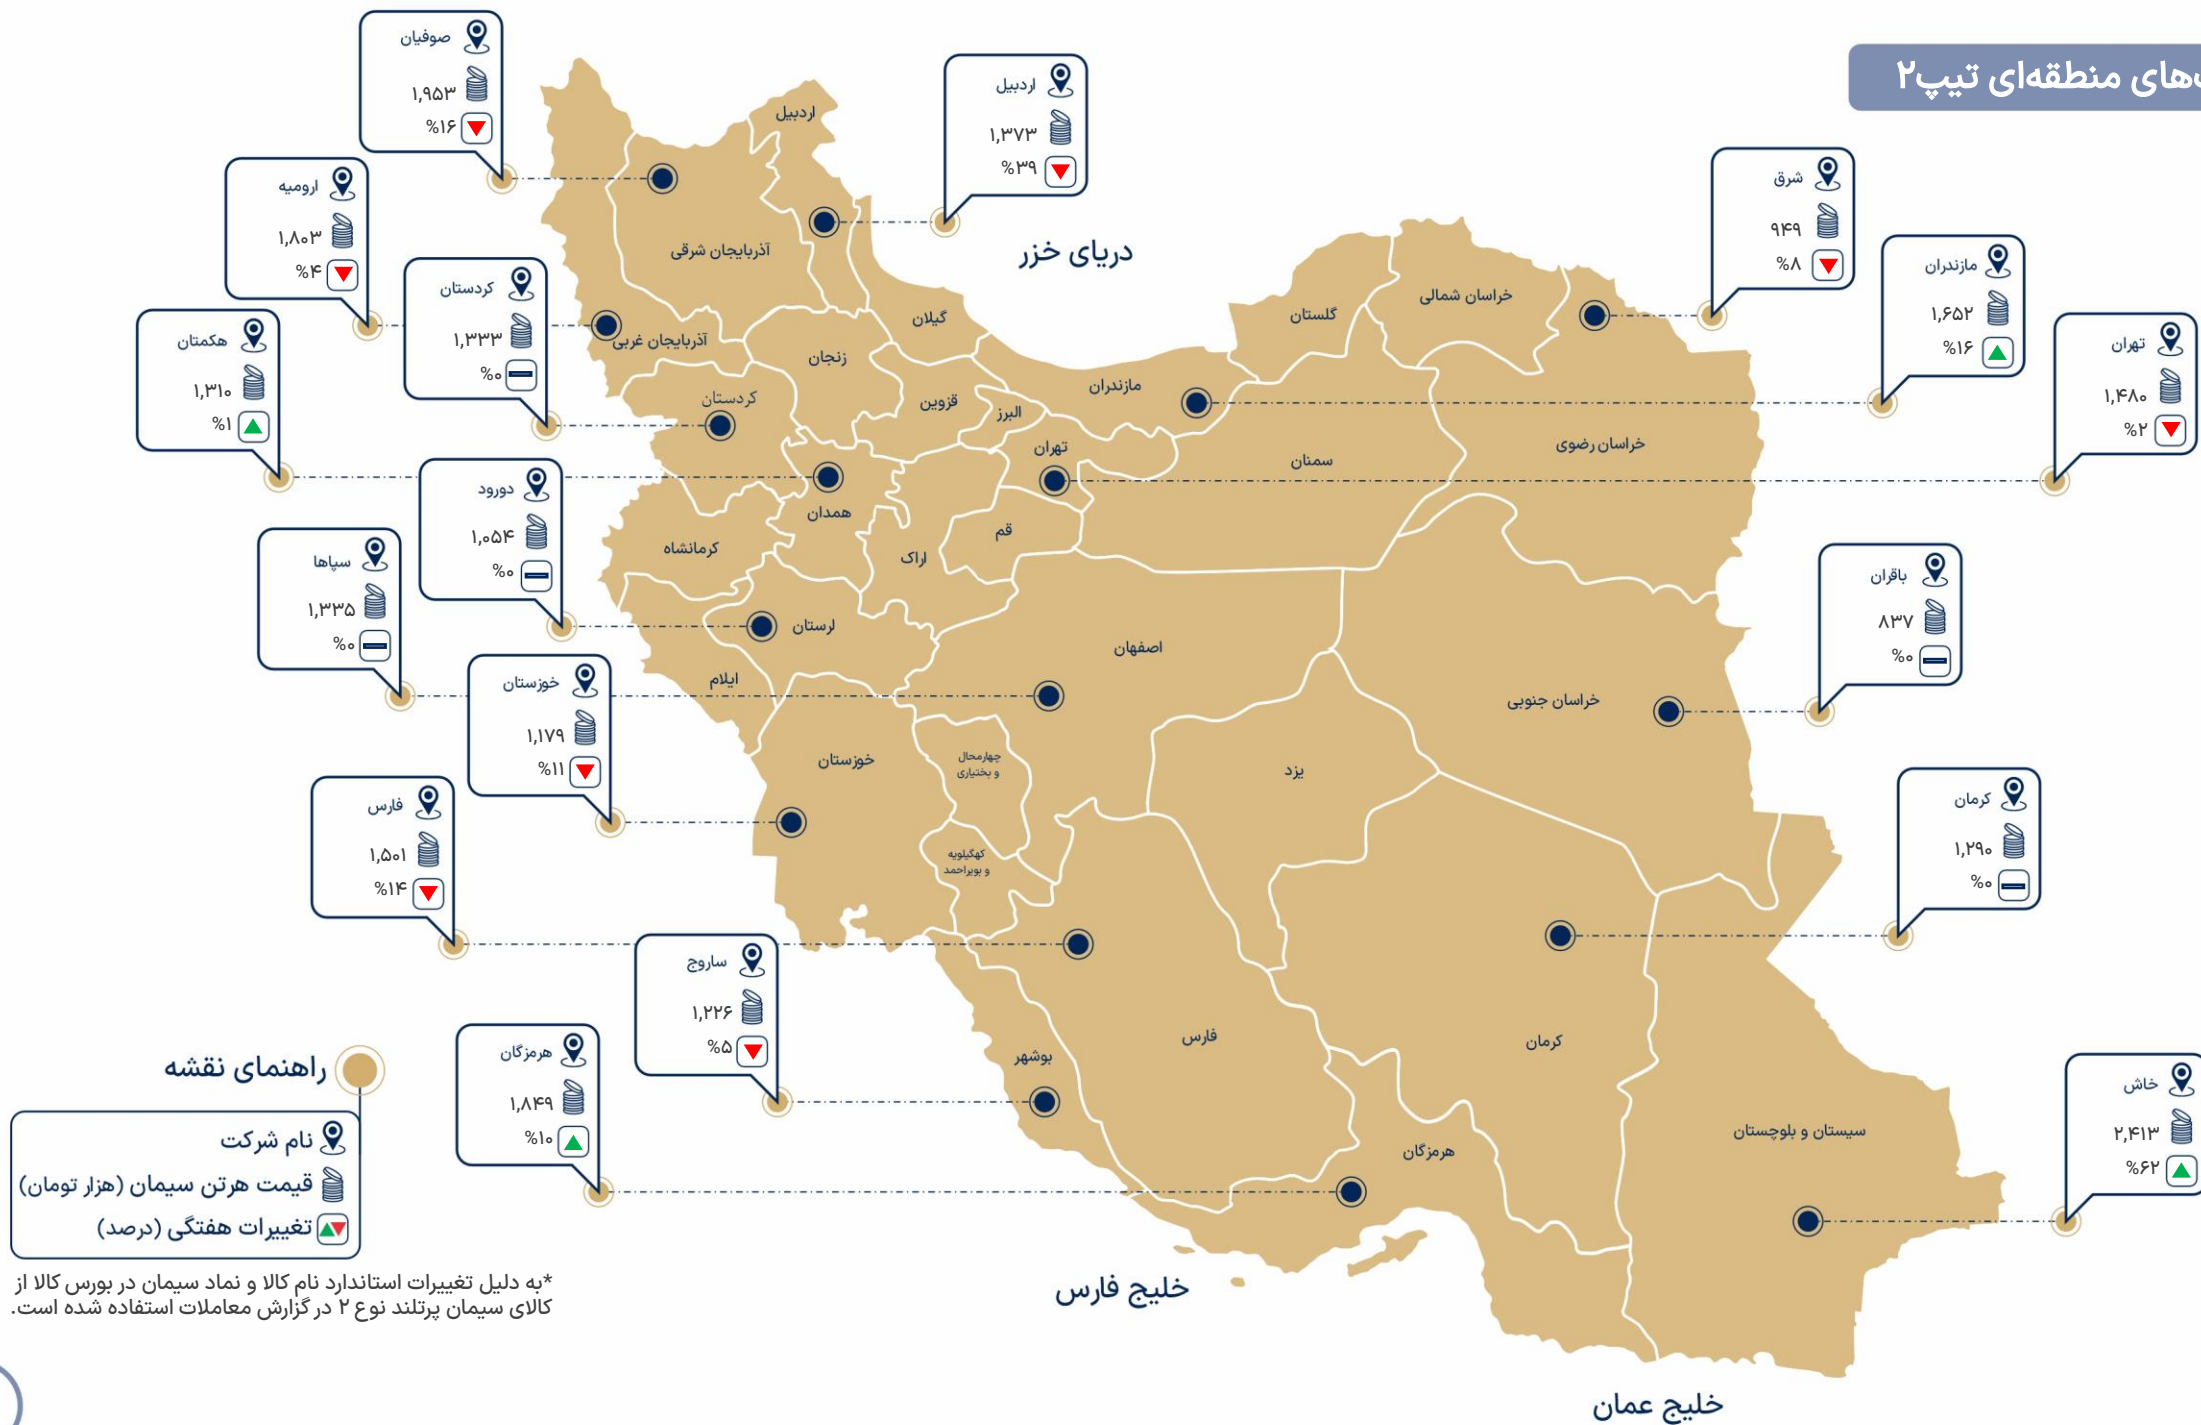 های منطقه‌ای تیپ۲
صوفیان
۱,۹۵۳
%۱۶
اردبیل
۱,۳۷۳
%۳۹
ارومیه
۱,۸۰۳
%۴
کردستان
۱,۳۳۳
%۰
هکمتان
۱,۳۱۰
%۱
دورود
۱,۰۵۴
%۰
سپاها
۱,۳۳۵
%۰
خوزستان
۱,۱۷۹
%۱۱
فارس
۱,۵۰۱
%۱۴
ساروج
۱,۲۲۶
%۵
هرمزگان
۱,۸۴۹
%۱۰
شرق
۹۴۹
%۸
مازندران
۱,۶۵۲
%۱۶
تهران
۱,۴۸۰
%۲
باقران
۸۳۷
%۰
کرمان
۱,۲۹۰
%۰
خاش
۲,۴۱۳
%۶۲
اردبیل
آذربایجان شرقی
دریای خزر
گیلان
آذربایجان غربی
زنجان
کردستان
قزوین
البرز
مازندران
گلستان
خراسان شمالی
تهران
سمنان
خراسان رضوی
همدان
کرمانشاه
اراک
قم
لرستان
ایلام
اصفهان
خراسان جنوبی
خوزستان
چهارمحال
و بختیاری
یزد
کهگیلویه
و بویراحمد
فارس
کرمان
بوشهر
هرمزگان
سیستان و بلوچستان
خلیج فارس
خلیج عمان
راهنمای نقشه
نام شرکت
قیمت هرتن سیمان (هزار تومان)
تغییرات هفتگی (درصد)
*به دلیل تغییرات استاندارد نام کالا و نماد سیمان در بورس کالا از
کالای سیمان پرتلند نوع ۲ در گزارش معاملات استفاده شده است.